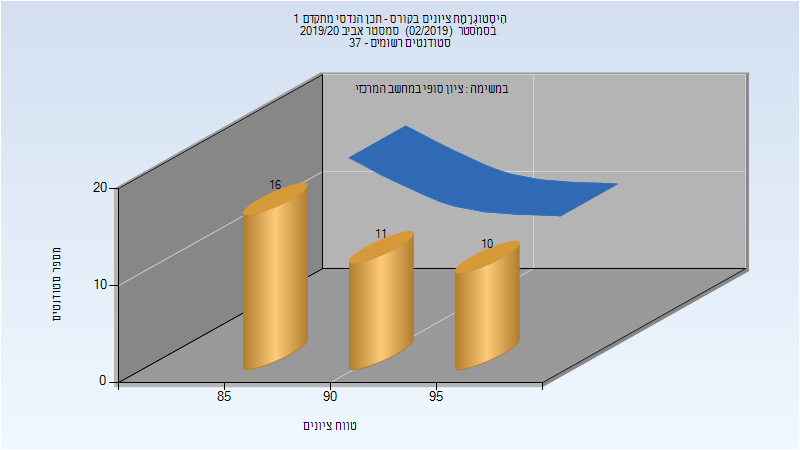 היסטוגרמת ציונים בקורס - תכן הנדסי מתקדם 1
בסמסטר (02/2019) סמסטר אביב 2019/20
סטודנטים רשומים - 37
במשימה : ציון סופי במחשב המרכזי
מספר סטודנטים
20
10
0
16
11
10
85
90
95
טווח ציונים